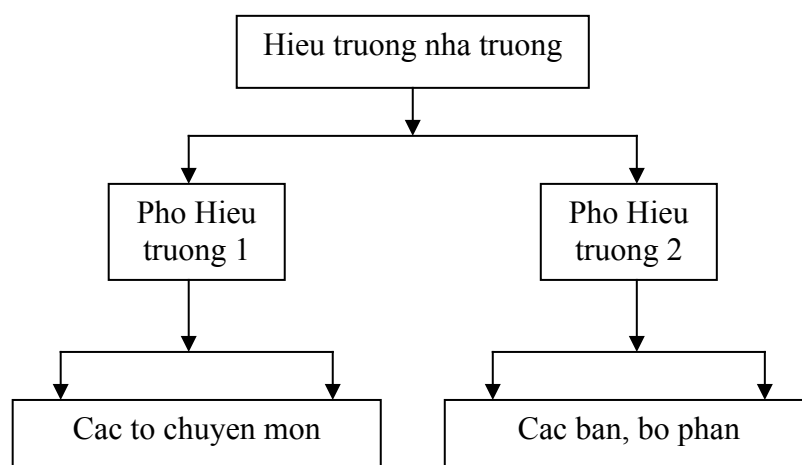 Hieu truong nha truong
Pho Hieu
truong 1
Pho Hieu
truong 2
Cac to chuyen mon
Cac ban, bo phan